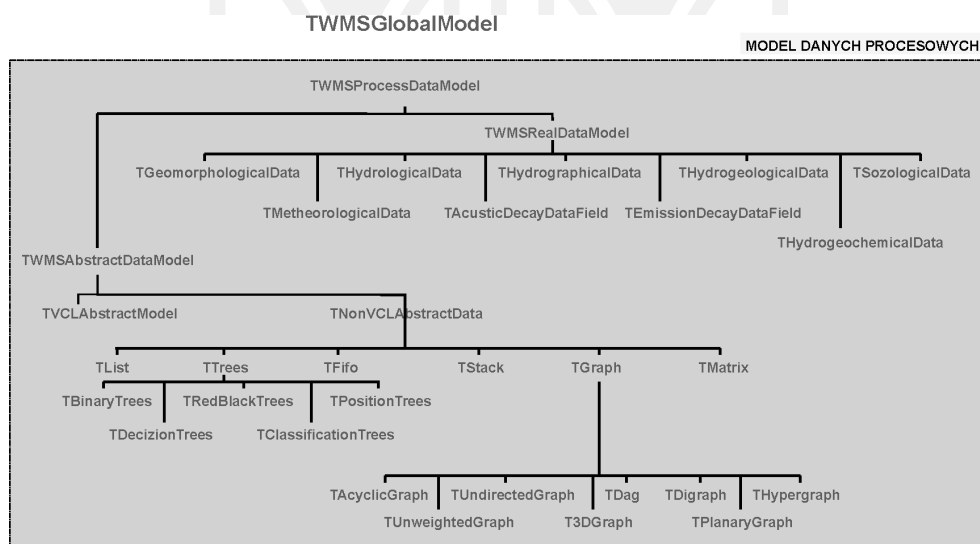 TWMSGlobalModel
MODEL DANYCH PROCESOWYCH
TWMSProcessDataModel
TWMSRealDataModel
TGeomorphologicalData THydrologicalData THydrographicalData THydrogeologicalData TSozologicalData
TMetheorologicalData TAcusticDecayDataField TEmissionDecayDataField
THydrogeochemicalData
TWMSAbstractDataModel
TVCLAbstractModel TNonVCLAbstractData
TList TTrees TFifo TStack TGraph TMatrix
TBinaryTrees TRedBlackTrees TPositionTrees
TDecizionTrees TClassificationTrees
TAcyclicGraph TUndirectedGraph TDag TDigraph THypergraph
TUnweightedGraph T3DGraph TPlanaryGraph